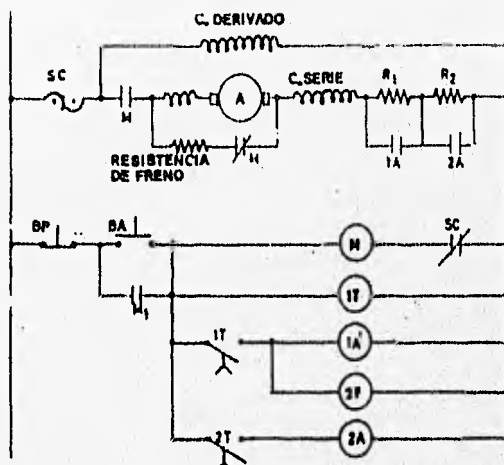 C. DERIVADO
SC
M
A
C. SERIE
R1
R2
RESISTENCIA
DE FRENO
M
1A
2A
BP
BA
M
SC
M1
1T
1T
1A
2T
2A